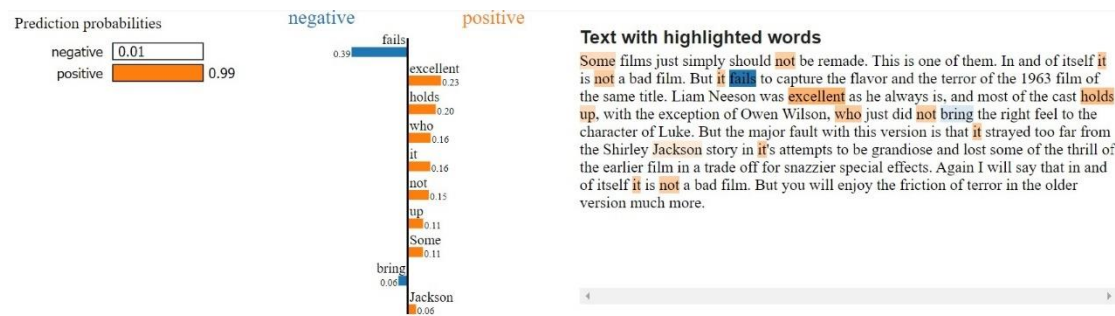 Prediction probabilities
negative 0.01
positive 0.99
negative positive
fails
0.39
excellent
0.23
holds
0.20
who
0.16
it
0.16
not
0.15
up
0.11
Some
0.11
bring
0.06
Jackson
0.06
Text with highlighted words
Some films just simply should not be remade. This is one of them. In and of itself it
is not a bad film. But it fails to capture the flavor and the terror of the 1963 film of
the same title. Liam Neeson was excellent as he always is, and most of the cast holds
up, with the exception of Owen Wilson, who just did not bring the right feel to the
character of Luke. But the major fault with this version is that it strayed too far from
the Shirley Jackson story in it's attempts to be grandiose and lost some of the thrill of
the earlier film in a trade off for snazzier special effects. Again I will say that in and
of itself it is not a bad film. But you will enjoy the friction of terror in the older
version much more.